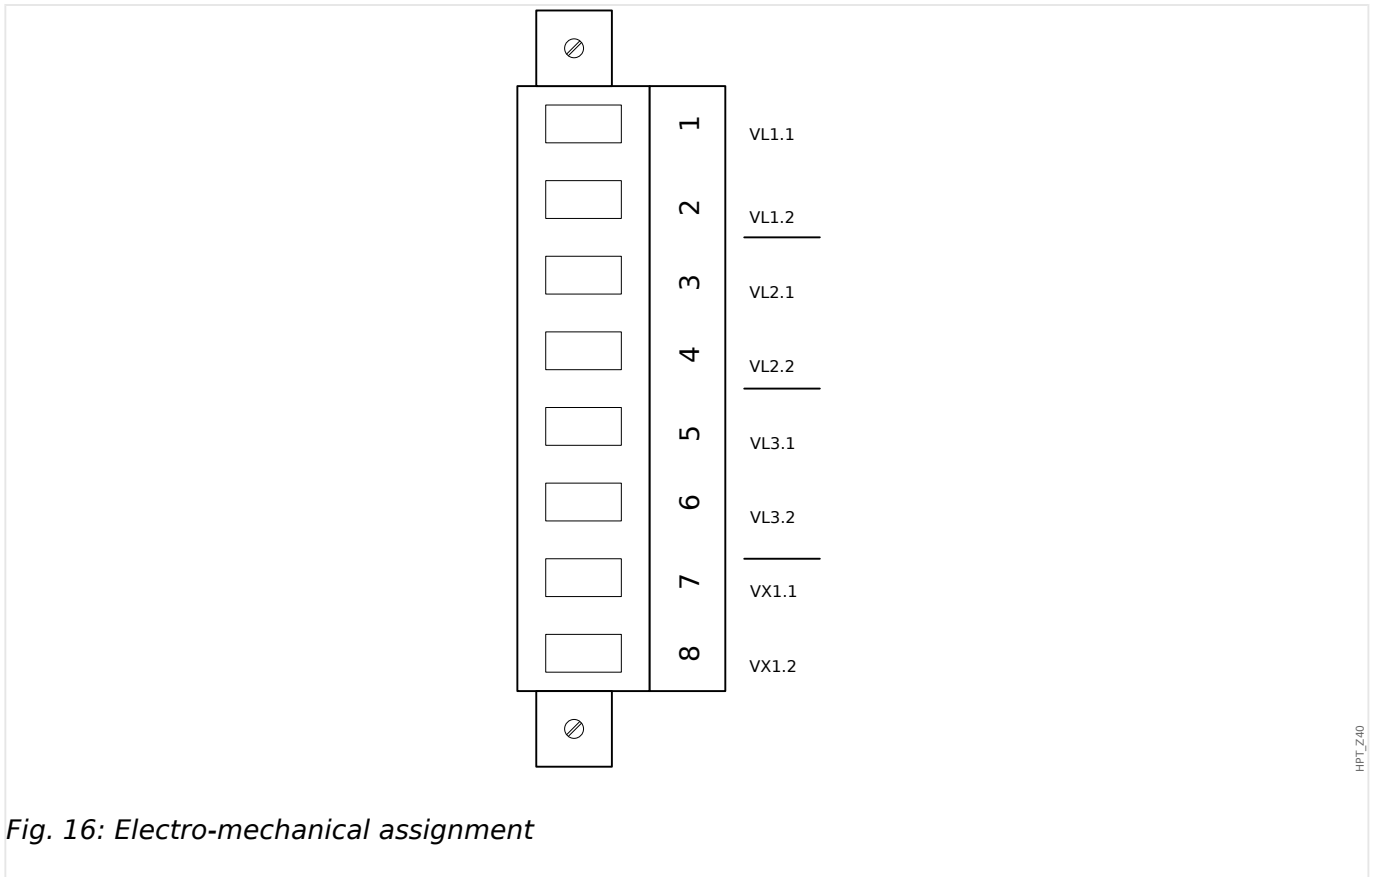 1 VL1.1
2 VL1.2
3 VL2.1
4 VL2.2
5 VL3.1
6 VL3.2
7 VX1.1
8 VX1.2
HPT_Z40
Fig. 16: Electro-mechanical assignment